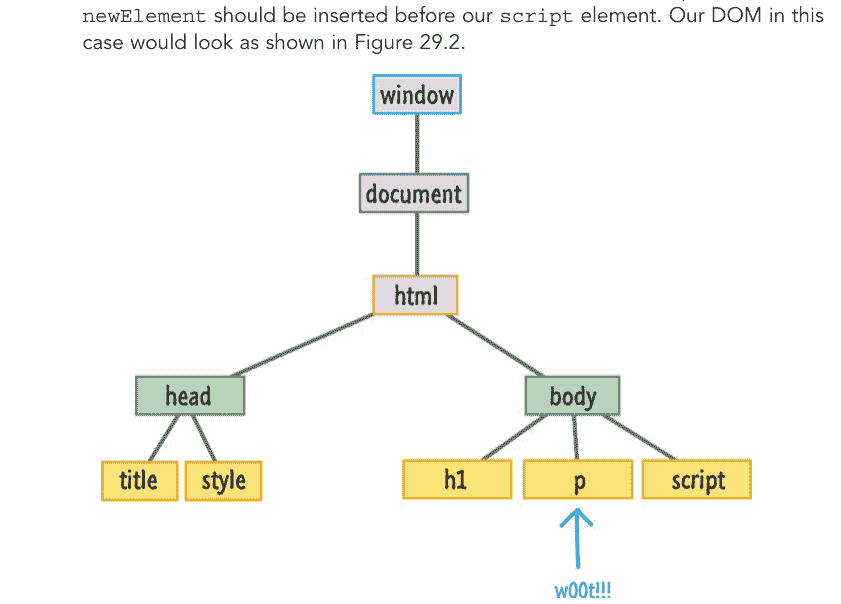 newElement should be inserted before our script element. Our DOM in this
case would look as shown in Figure 29.2.
window
document
html
head body
title style h1 p script
w00t!!!